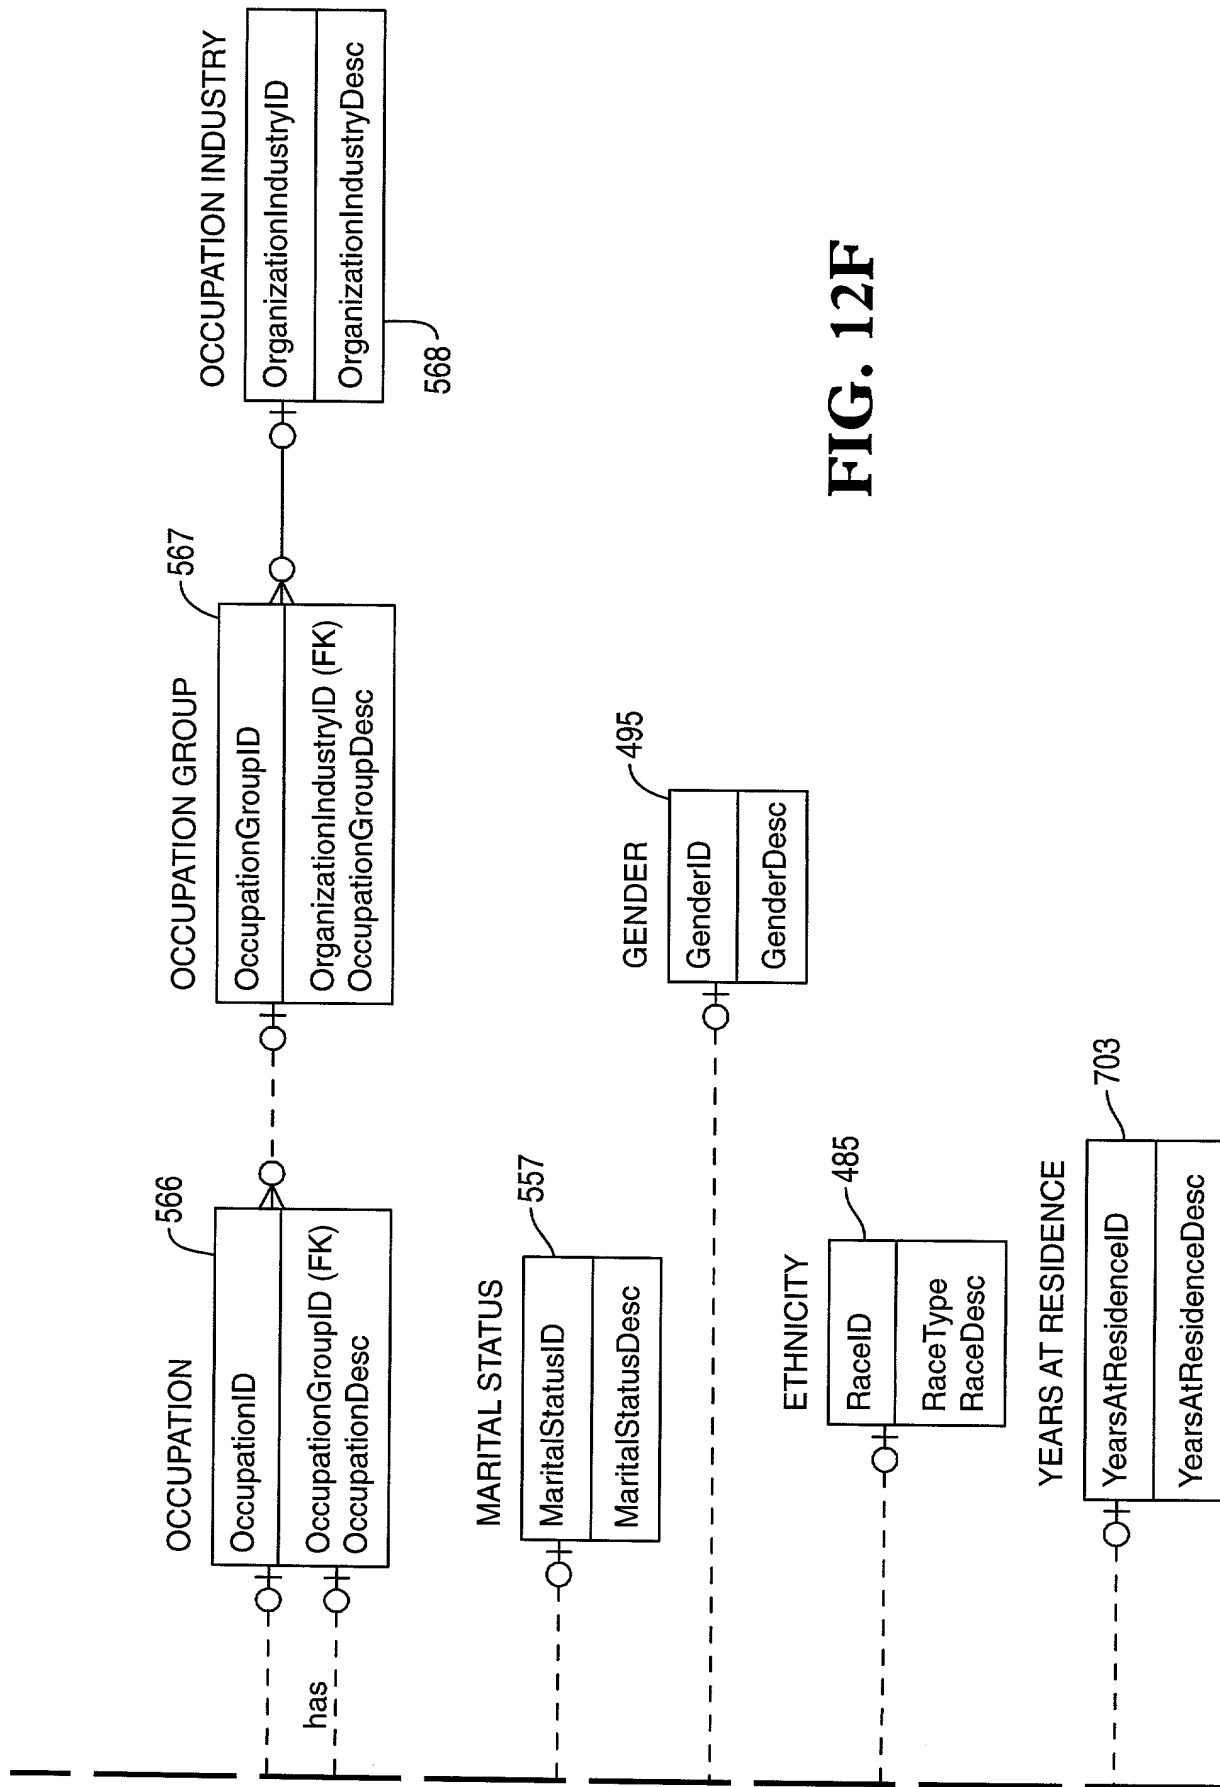 OCCUPATION
566
OccupationID
OccupationGroupID (FK)
OccupationDesc
has
OCCUPATION GROUP
567
OccupationGroupID
OrganizationIndustryID (FK)
OccupationGroupDesc
OCCUPATION INDUSTRY
OrganizationIndustryID
OrganizationIndustryDesc
568
MARITAL STATUS
557
MaritalStatusID
MaritalStatusDesc
GENDER
495
GenderID
GenderDesc
ETHNICITY
485
RaceID
RaceType
RaceDesc
YEARS AT RESIDENCE
703
YearsAtResidenceID
YearsAtResidenceDesc
FIG. 12F